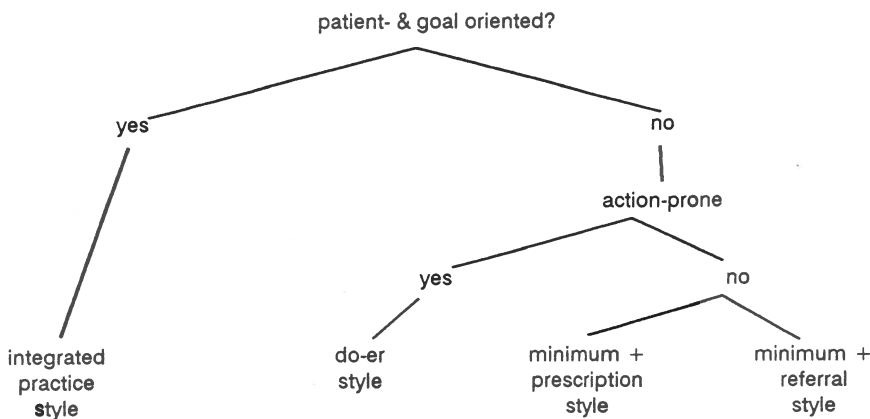 patient- & goal oriented?
yes
no
action-prone
yes
no
integrated
practice
style
do-er
style
minimum +
prescription
style
minimum +
referral
style